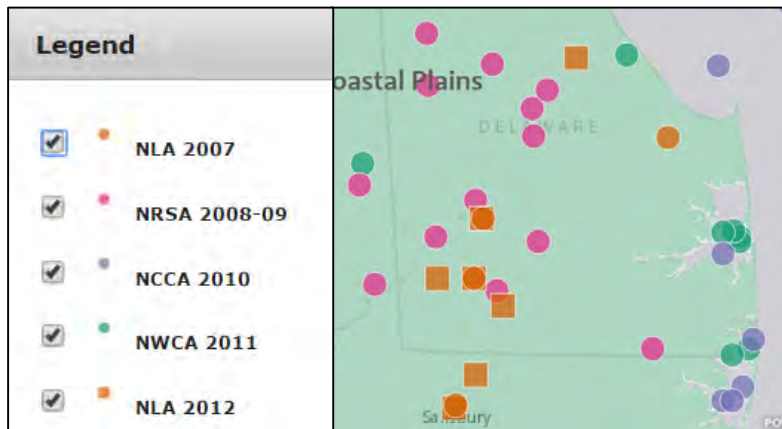 Legend
NLA 2007
NRSA 2008-09
NCCA 2010
NWCA 2011
NLA 2012
oastal Plains
DELAWARE
Salisbury